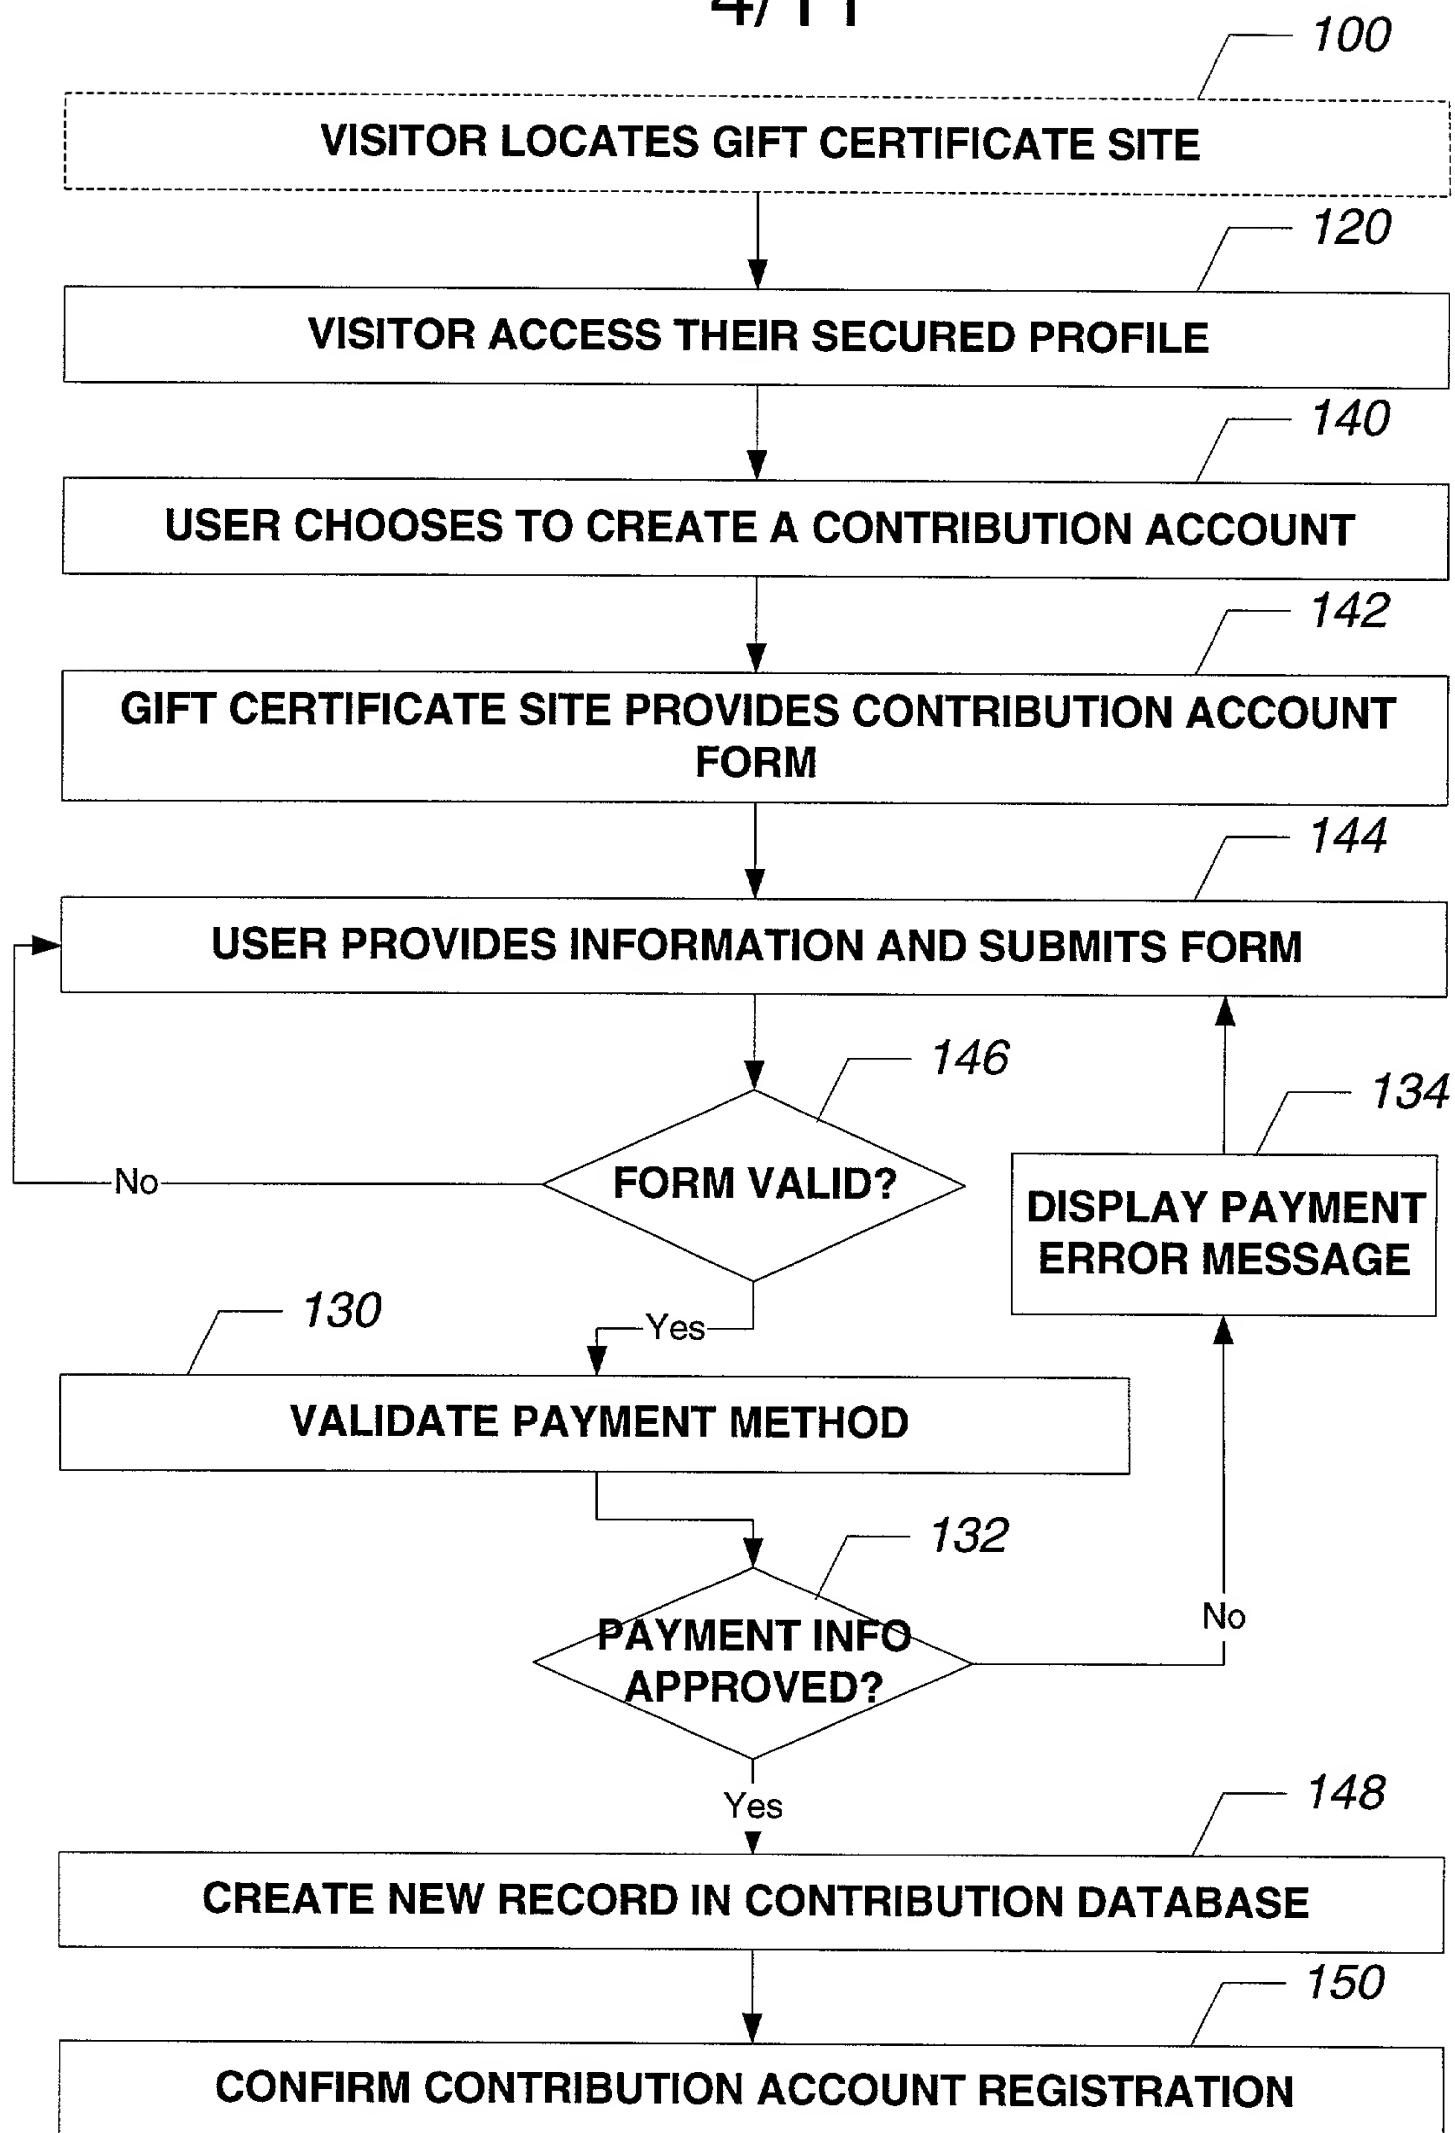 4/11
100
VISITOR LOCATES GIFT CERTIFICATE SITE
120
VISITOR ACCESS THEIR SECURED PROFILE
140
USER CHOOSES TO CREATE A CONTRIBUTION ACCOUNT
142
GIFT CERTIFICATE SITE PROVIDES CONTRIBUTION ACCOUNT
FORM
144
USER PROVIDES INFORMATION AND SUBMITS FORM
146
134
No
FORM VALID?
DISPLAY PAYMENT
ERROR MESSAGE
130
Yes
VALIDATE PAYMENT METHOD
132
No
PAYMENT INFO
APPROVED?
Yes
148
CREATE NEW RECORD IN CONTRIBUTION DATABASE
150
CONFIRM CONTRIBUTION ACCOUNT REGISTRATION